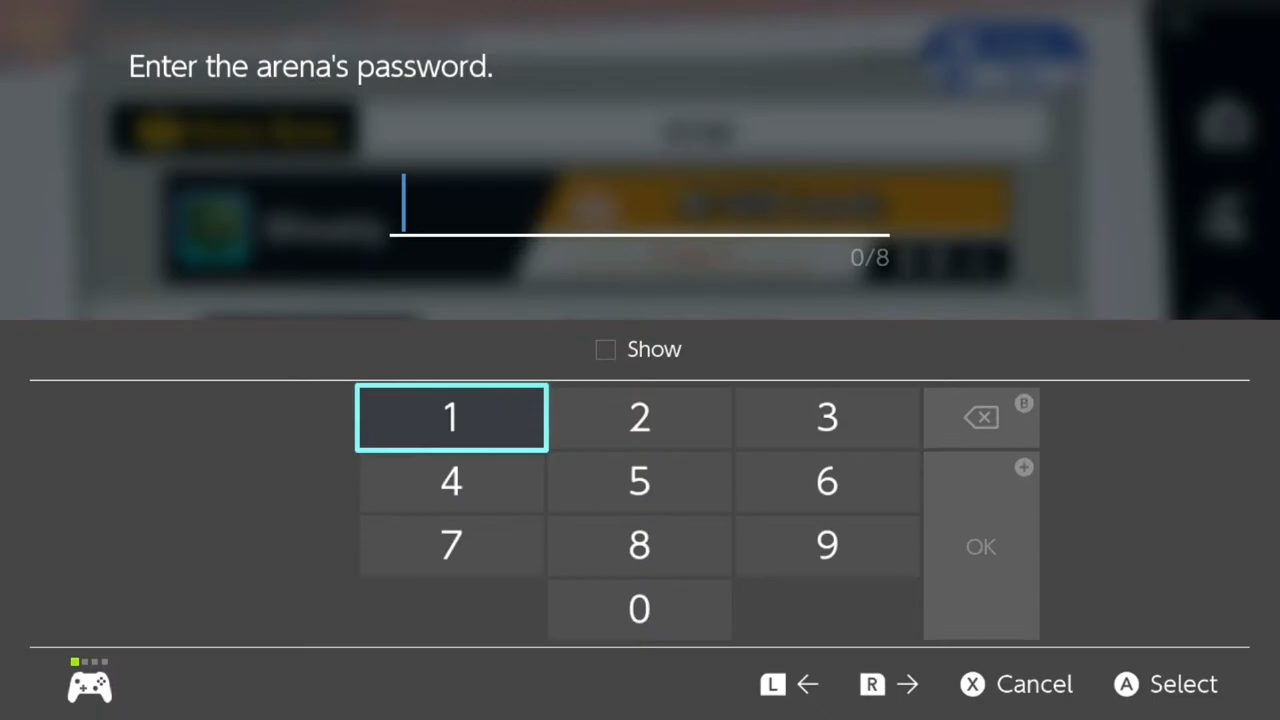 Enter the arena's password.
0/8
Show
1 2 3 B
4 5 6 +
7 8 9 OK
0
L ← R → X Cancel A Select